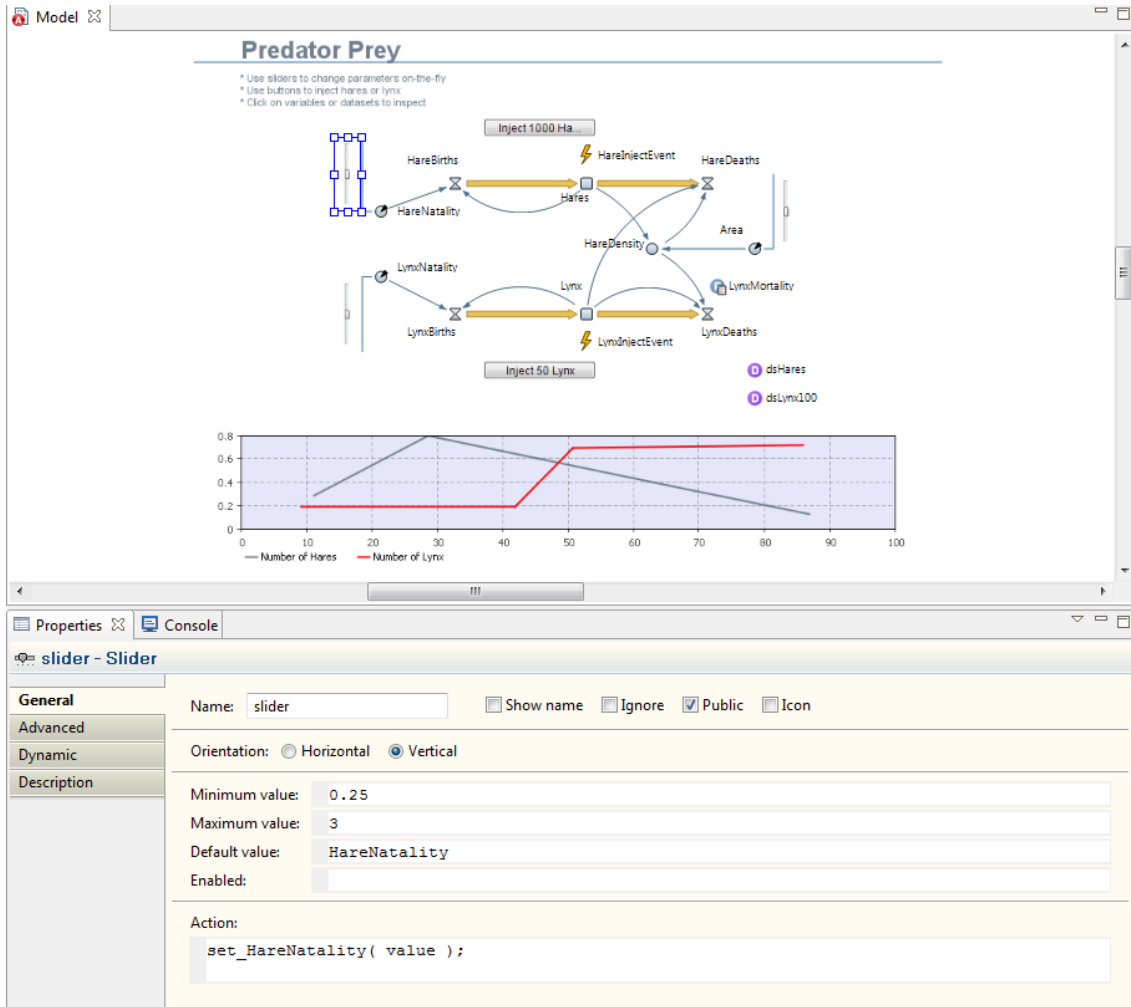 Model
Predator Prey
* Use sliders to change parameters on-the-fly
* Use buttons to inject hares or lynx
* Click on variables or datasets to inspect
Inject 1000 Ha...
HareBirths
HareInjectEvent
HareDeaths
HareNatality
Hares
Area
HareDensity
LynxNatality
Lynx
LynxMortality
LynxBirths
LynxInjectEvent
LynxDeaths
Inject 50 Lynx
D dsHares
D dsLynx100
0.8
0.6
0.4
0.2
0
0 10 20 30 40 50 60 70 80 90 100
Number of Hares Number of Lynx
Properties Console
slider - Slider
General
Advanced
Dynamic
Description
Name: slider Show name Ignore Public Icon
Orientation: Horizontal Vertical
Minimum value: 0.25
Maximum value: 3
Default value: HareNatality
Enabled:
Action:
set_HareNatality( value );